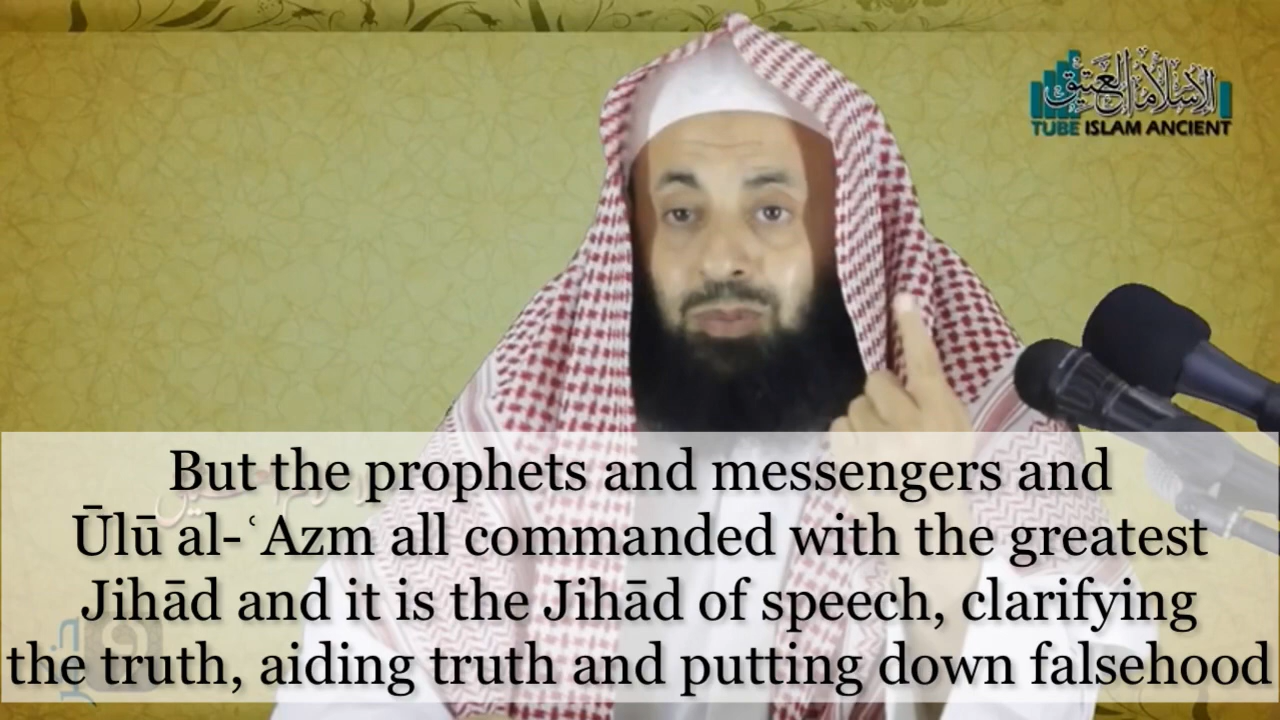 الإسلام العتيق
TUBE ISLAM ANCIENT
But the prophets and messengers and
Ūlū al-ʿAzm all commanded with the greatest
Jihād and it is the Jihād of speech, clarifying
the truth, aiding truth and putting down falsehood